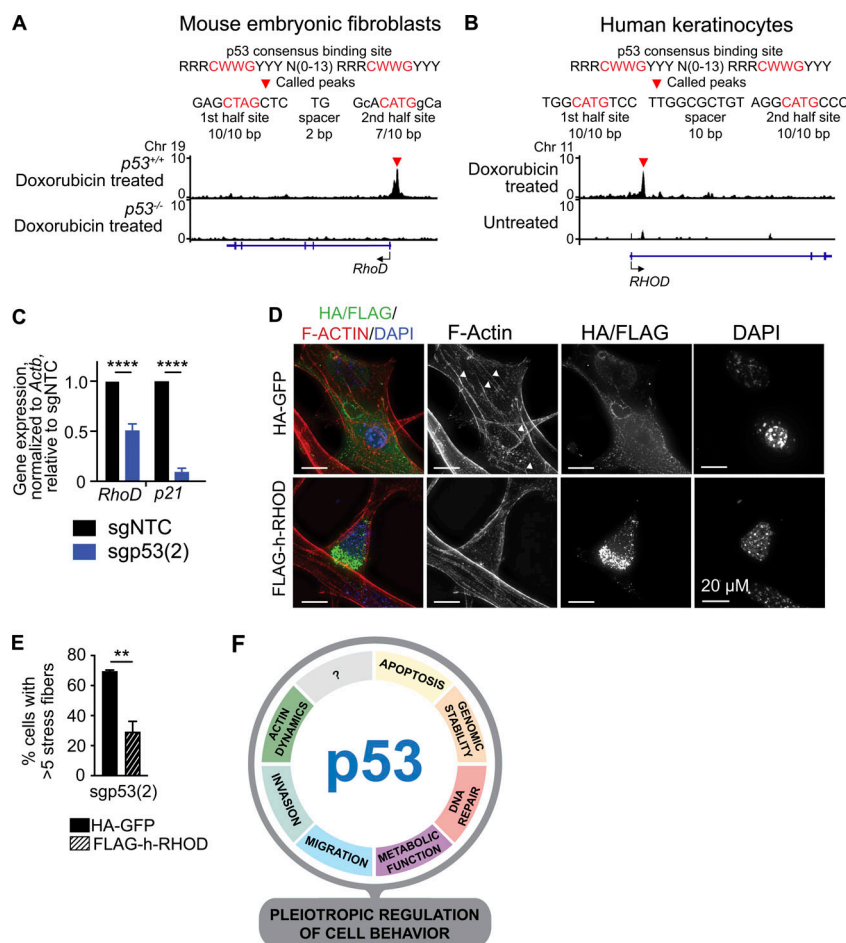 A
Mouse embryonic fibroblasts
p53 consensus binding site
RRRCWWGYYY N(0-13) RRRCWWGYYY
Called peaks
GAGCTAGCTC TG GcACATGgCa
1st half site spacer 2nd half site
10/10 bp 2 bp 7/10 bp
Chr 19
p53+/+
Doxorubicin treated
10
0
p53-/-
Doxorubicin treated
10
0
RhoD
B
Human keratinocytes
p53 consensus binding site
RRRCWWGYYY N(0-13) RRRCWWGYYY
Called peaks
TGGCATGTCC TTGGCGCTGT AGGCATGCCC
1st half site spacer 2nd half site
10/10 bp 10 bp 10/10 bp
Chr 11
Doxorubicin
treated
10
0
Untreated
10
0
RHOD
C
Gene expression,
normalized to Actb,
relative to sgNTC
1.0
0.5
0
**** ****
RhoD p21
sgNTC
sgp53(2)
D
HA/FLAG/
F-ACTIN/DAPI
F-Actin
HA/FLAG
DAPI
HA-GFP
FLAG-h-RHOD
20 µM
E
% cells with
>5 stress fibers
80
60
40
20
0
**
sgp53(2)
HA-GFP
FLAG-h-RHOD
F
?
APOPTOSIS
GENOMIC
STABILITY
DNA
REPAIR
METABOLIC
FUNCTION
MIGRATION
INVASION
ACTIN
DYNAMICS
p53
PLEIOTROPIC REGULATION
OF CELL BEHAVIOR